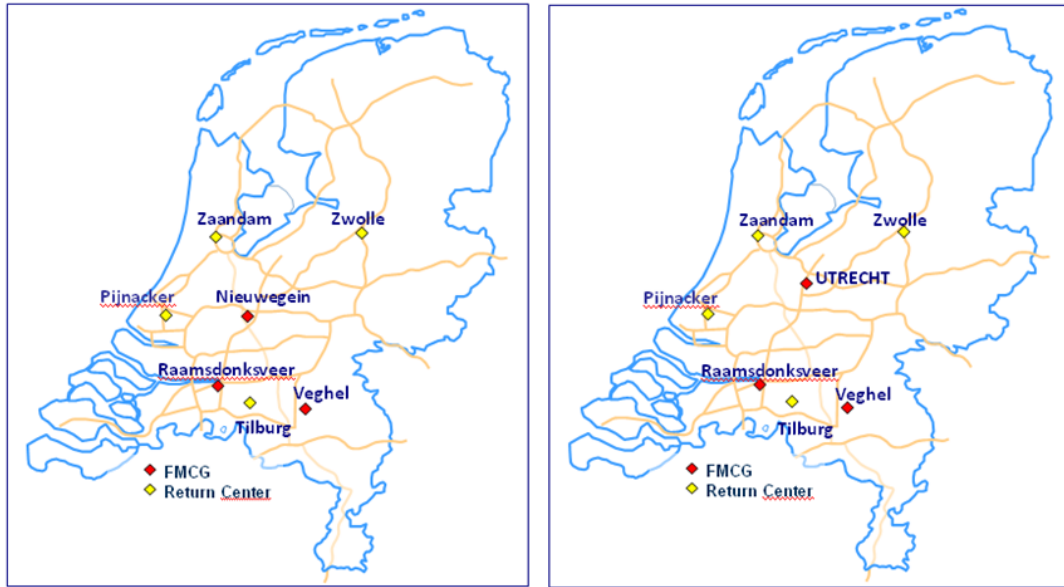 Zaandam
Zwolle
Pijnacker
Nieuwegein
Raamsdonksveer
Veghel
Tilburg
FMCG
Return Center
Zaandam
Zwolle
UTRECHT
Pijnacker
Raamsdonksveer
Veghel
Tilburg
FMCG
Return Center